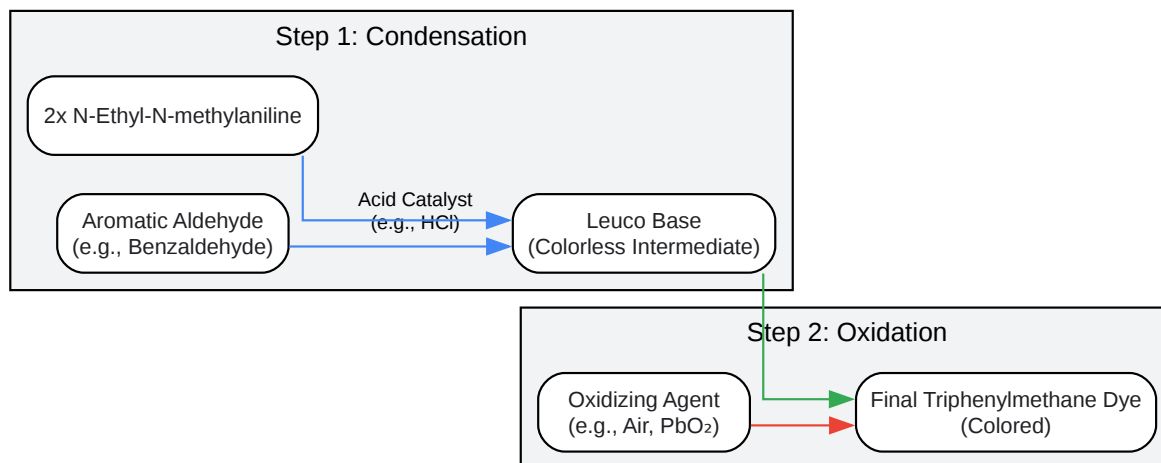 Step 1: Condensation
2x N-Ethyl-N-methylaniline
Aromatic Aldehyde
(e.g., Benzaldehyde)
Acid Catalyst
(e.g., HCl)
Leuco Base
(Colorless Intermediate)
Step 2: Oxidation
Oxidizing Agent
(e.g., Air, PbO₂)
Final Triphenylmethane Dye
(Colored)